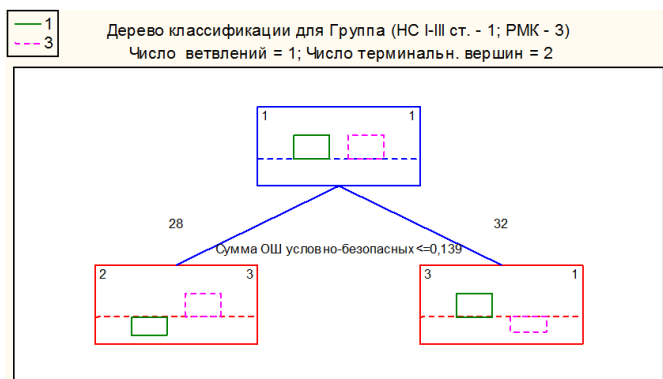 1
3
Дерево классификации для Группа (НС I-III ст. - 1; РМК - 3)
Число ветвлений = 1; Число терминальн. вершин = 2
1 1
28 32
Сумма ОШ условно-безопасных<=0,139
2 3 3 1